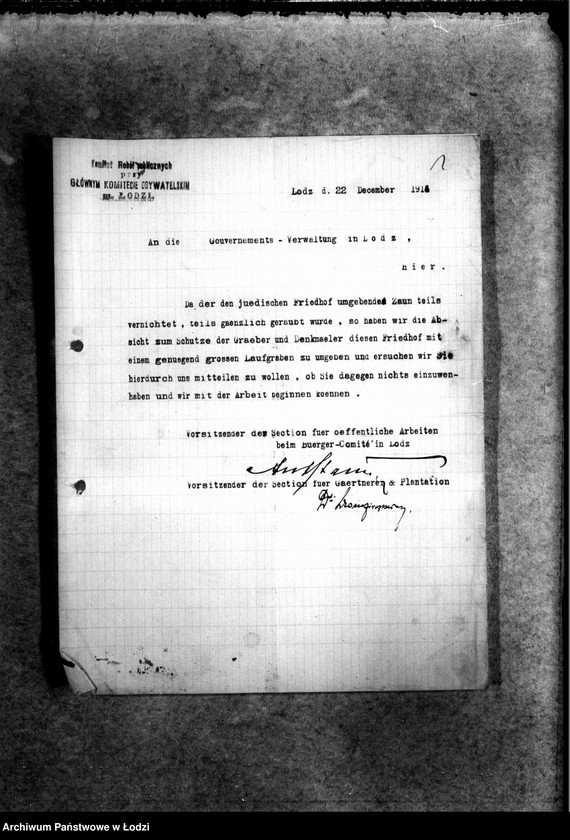 Komitet Robót publicznych
przy
GŁÓWNYM KOMITECIE OBYWATELSKIM
m. ŁODZI.
Lodz d. 22 December 1914
An die Gouvernements - Verwaltung in L o d z ,
h i e r .
Da der den juedischen Friedhof umgebende Zaun teils
vernichtet , teils gaenzlich geraubt wurde , so haben wir die Ab-
sicht zum Schutze der Graeber und Denkmaeler diesen Friedhof mit
einem genuegend grossen Laufgraben zu umgeben und ersuchen wir Sie
hierdurch uns mitteilen zu wollen , ob Sie dagegen nichts einzuwen-
haben und wir mit der Arbeit beginnen koennen .
Vorsitzender der Section fuer oeffentliche Arbeiten
beim Buerger-Comité in Lodz
Vorsitzender der Section fuer Gaertneren & Plantation
Archiwum Państwowe w Łodzi